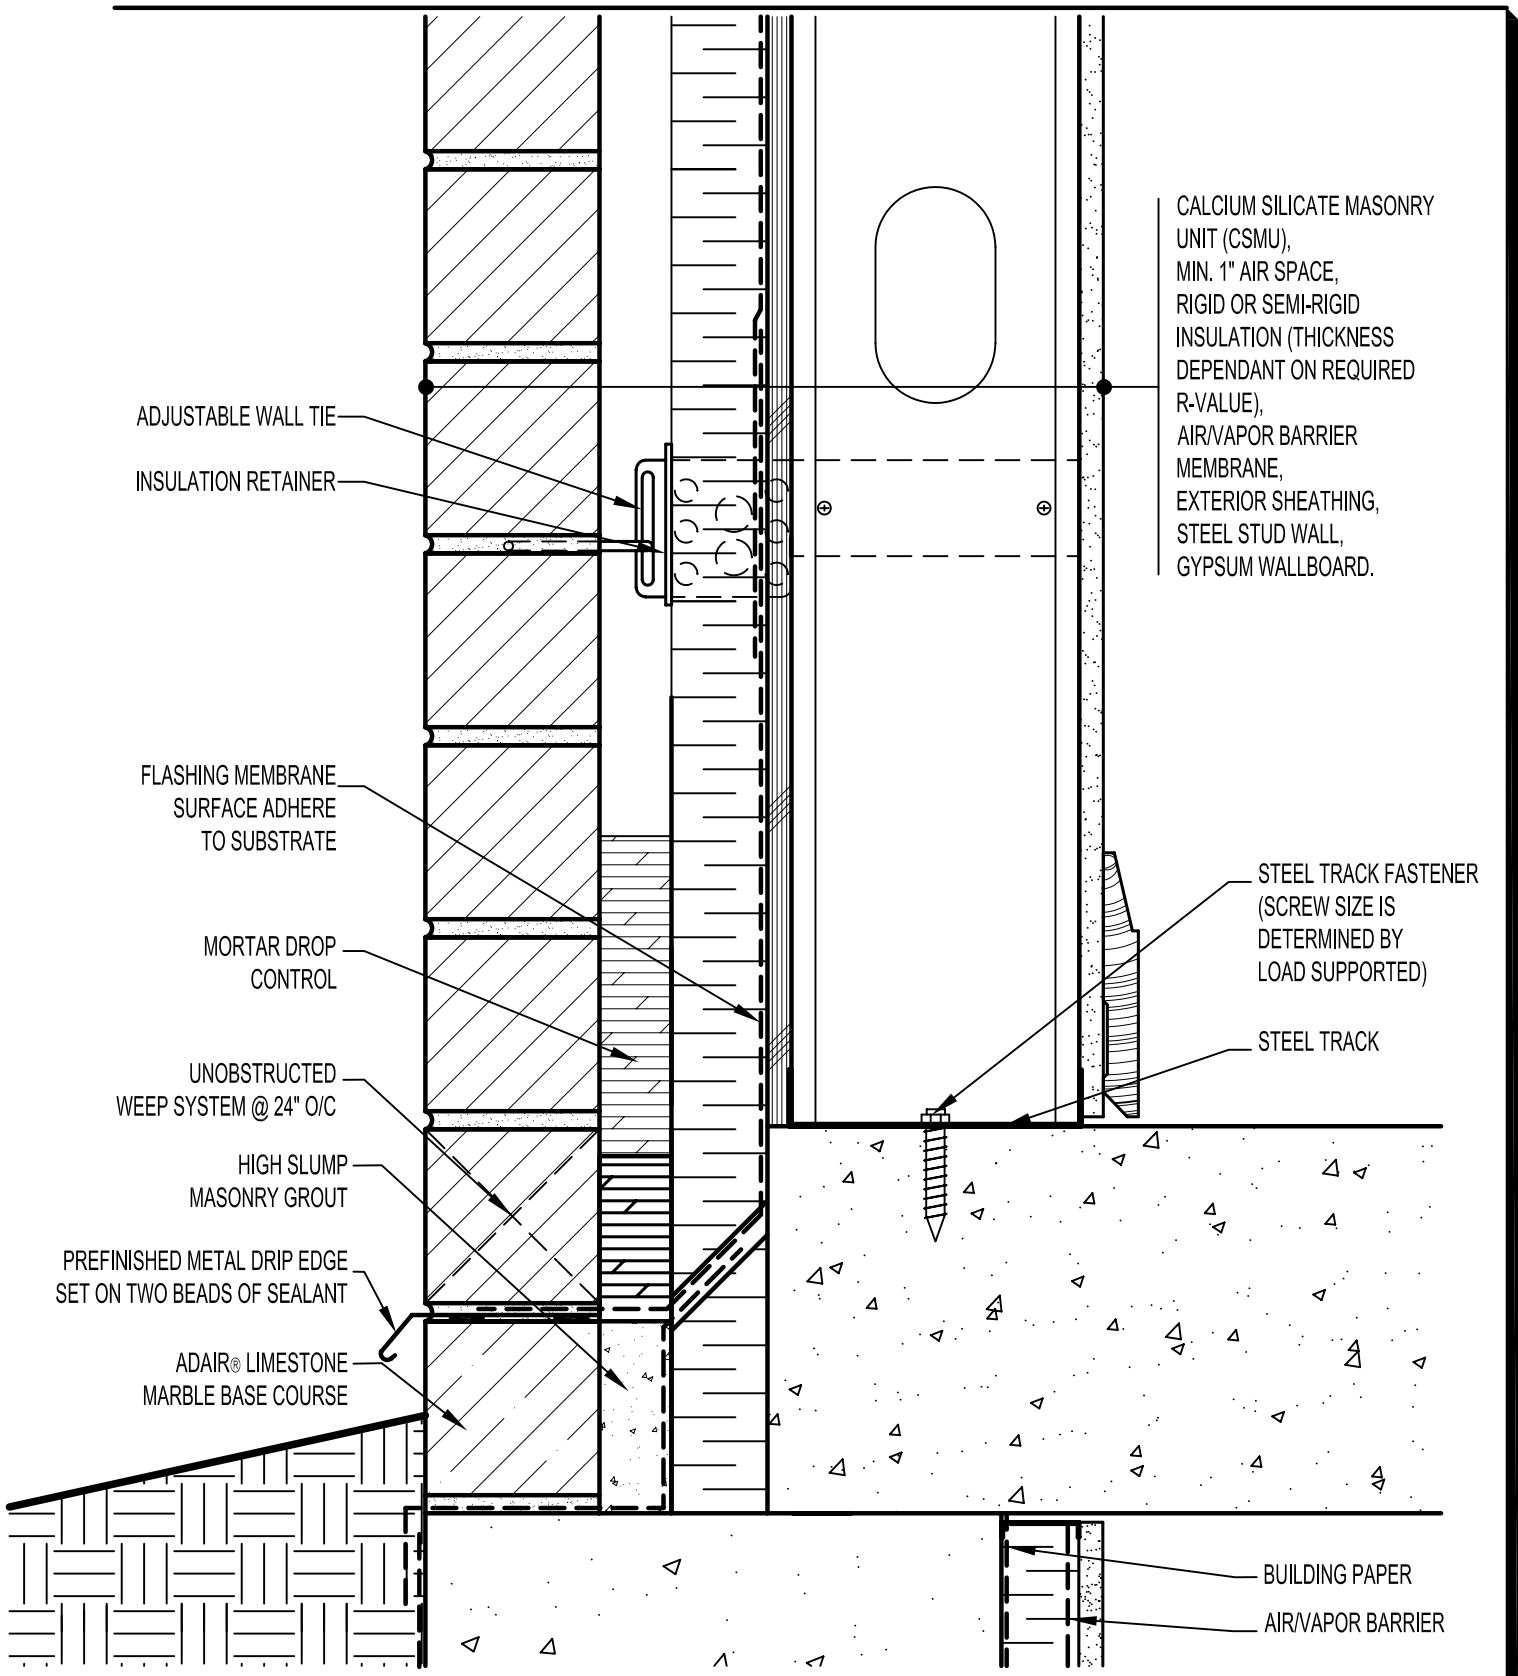 CALCIUM SILICATE MASONRY
UNIT (CSMU),
MIN. 1" AIR SPACE,
RIGID OR SEMI-RIGID
INSULATION (THICKNESS
DEPENDANT ON REQUIRED
R-VALUE),
AIR/VAPOR BARRIER
MEMBRANE,
EXTERIOR SHEATHING,
STEEL STUD WALL,
GYPSUM WALLBOARD.
ADJUSTABLE WALL TIE
INSULATION RETAINER
FLASHING MEMBRANE
SURFACE ADHERE
TO SUBSTRATE
MORTAR DROP
CONTROL
UNOBSTRUCTED
WEEP SYSTEM @ 24" O/C
HIGH SLUMP
MASONRY GROUT
PREFINISHED METAL DRIP EDGE
SET ON TWO BEADS OF SEALANT
ADAIR® LIMESTONE
MARBLE BASE COURSE
STEEL TRACK FASTENER
(SCREW SIZE IS
DETERMINED BY
LOAD SUPPORTED)
STEEL TRACK
BUILDING PAPER
AIR/VAPOR BARRIER